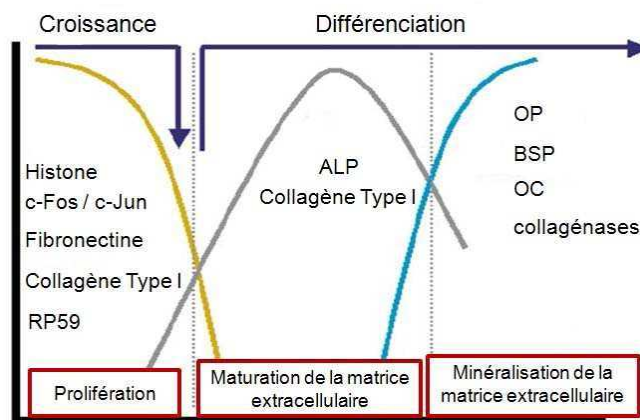 Croissance
Différenciation
Histone
c-Fos / c-Jun
Fibronectine
Collagène Type I
RP59
ALP
Collagène Type I
OP
BSP
OC
collagénases
Prolifération
Maturation de la matrice
extracellulaire
Minéralisation de la
matrice extracellulaire